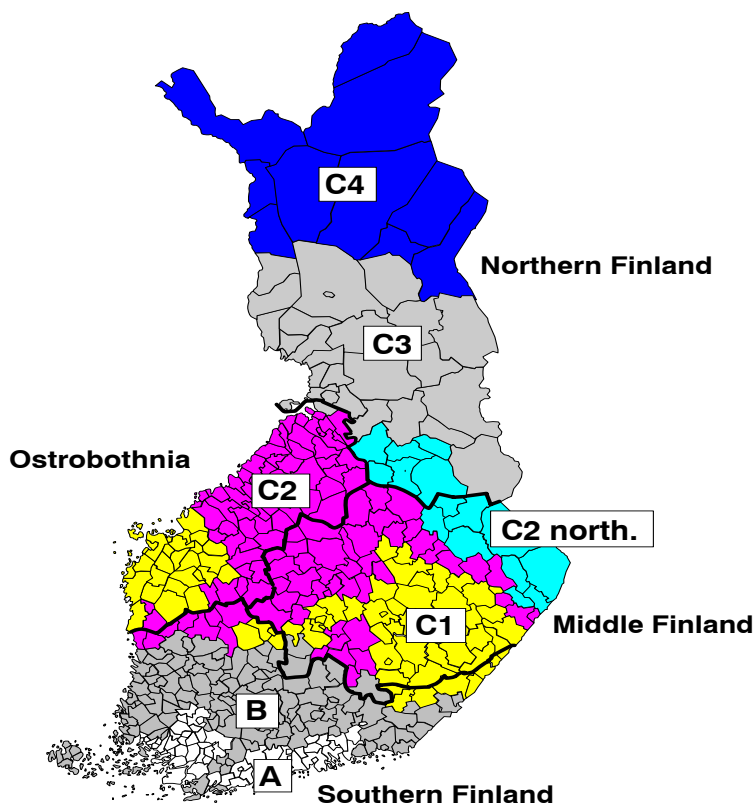 C4
Northern Finland
C3
Ostrobothnia
C2
C2 north.
C1
Middle Finland
B
A
Southern Finland